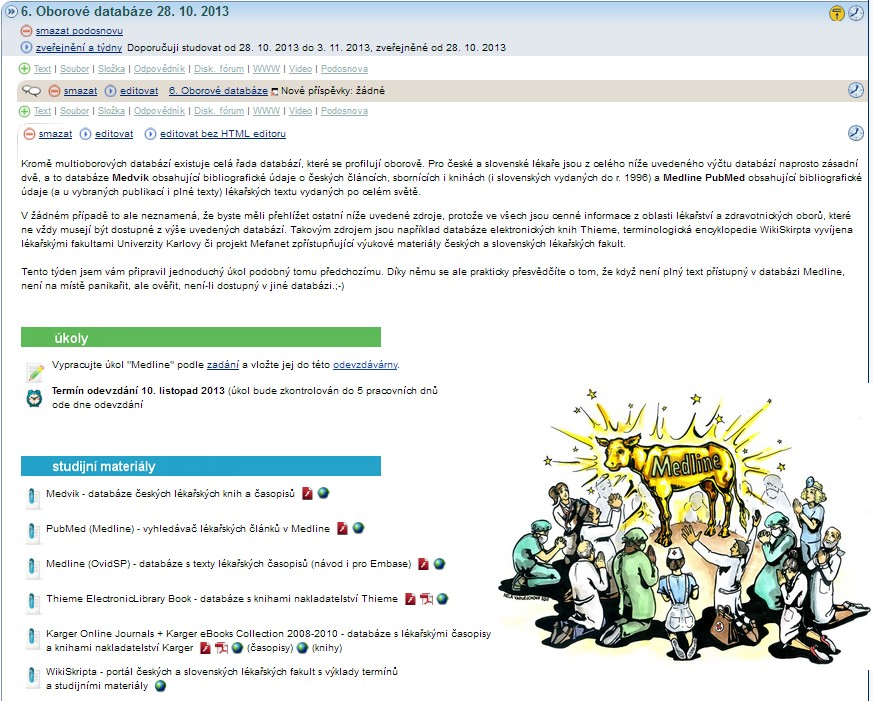 6. Oborové databáze 28. 10. 2013
smazat podosnovu
zveřejnění a týdny Doporučuji studovat od 28. 10. 2013 do 3. 11. 2013, zveřejněné od 28. 10. 2013
Text | Soubor | Složka | Odpovědník | Disk. fórum | WWW | Video | Podosnova
smazat editovat 6. Oborové databáze Nové příspěvky: žádné
Text | Soubor | Složka | Odpovědník | Disk. fórum | WWW | Video | Podosnova
smazat editovat editovat bez HTML editoru
Kromě multioborových databází existuje celá řada databází, které se profilují oborově. Pro české a slovenské lékaře jsou z celého níže uvedeného výčtu databází naprosto zásadní
dvě, a to databáze Medvik obsahující bibliografické údaje o českých článcích, sbornících i knihách (i slovenských vydaných do r. 1996) a Medline PubMed obsahující bibliografické
údaje (a u vybraných publikací i plné texty) lékařských textu vydaných po celém světě.
V žádném případě to ale neznamená, že byste měli přehlížet ostatní níže uvedené zdroje, protože ve všech jsou cenné informace z oblasti lékařství a zdravotnických oborů, které
ne vždy musejí být dostupné z výše uvedených databází. Takovým zdrojem jsou například databáze elektronických knih Thieme, terminologická encyklopedie WikiSkirpta vyvíjena
lékařskými fakultami Univerzity Karlovy či projekt Mefanet zpřístupňující výukové materiály českých a slovenských lékařských fakult.
Tento týden jsem vám připravil jednoduchý úkol podobný tomu předchozímu. Díky němu se ale prakticky přesvědčíte o tom, že když není plný text přístupný v databázi Medline,
není na místě panikařit, ale ověřit, není-li dostupný v jiné databázi.;-)
úkoly
Vypracujte úkol "Medline" podle zadání a vložte jej do této odevzdávárny.
Termín odevzdání 10. listopad 2013 (úkol bude zkontrolován do 5 pracovních dnů
ode dne odevzdání
Medline
studijní materiály
Medvik - databáze českých lékařských knih a časopisů
PubMed (Medline) - vyhledávač lékařských článků v Medline
Medline (OvidSP) - databáze s texty lékařských časopisů (návod i pro Embase)
Thieme ElectronicLibrary Book - databáze s knihami nakladatelství Thieme
Karger Online Journals + Karger eBooks Collection 2008-2010 - databáze s lékařskými časopisy
a knihami nakladatelství Karger (časopisy) (knihy)
WikiSkripta - portál českých a slovenských lékařských fakult s výklady termínů
a studijními materiály